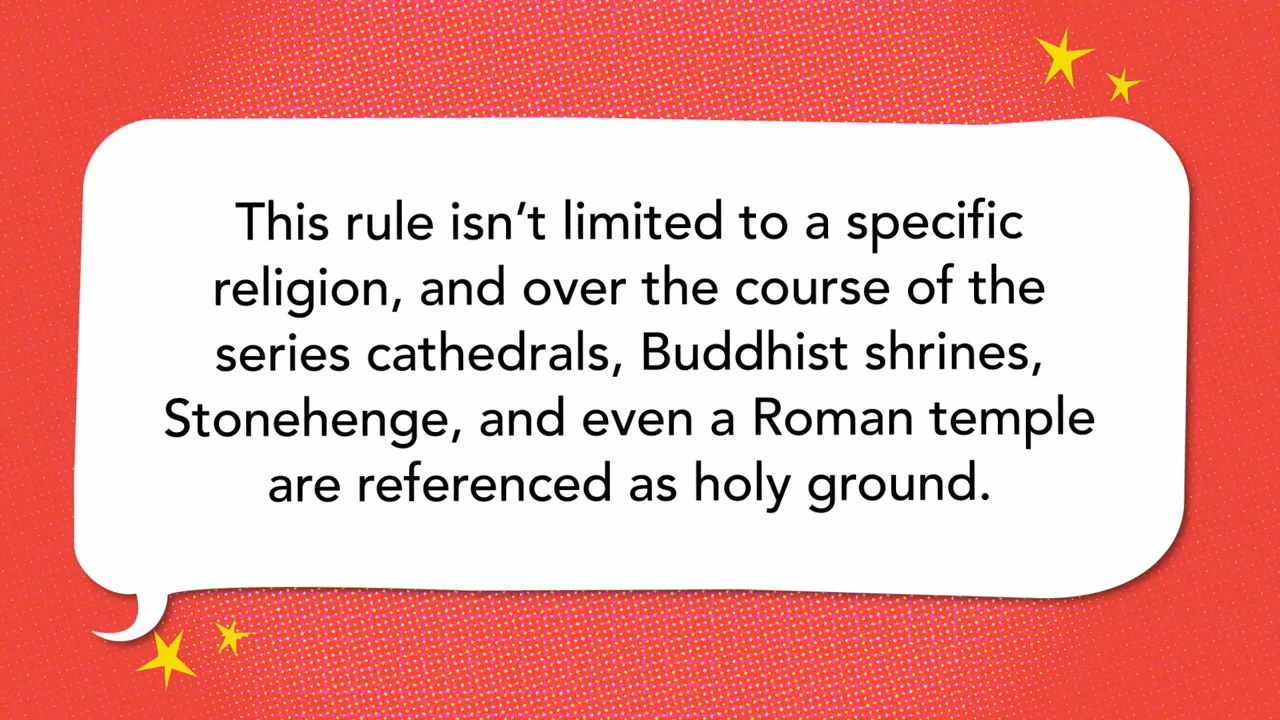 This rule isn’t limited to a specific
religion, and over the course of the
series cathedrals, Buddhist shrines,
Stonehenge, and even a Roman temple
are referenced as holy ground.